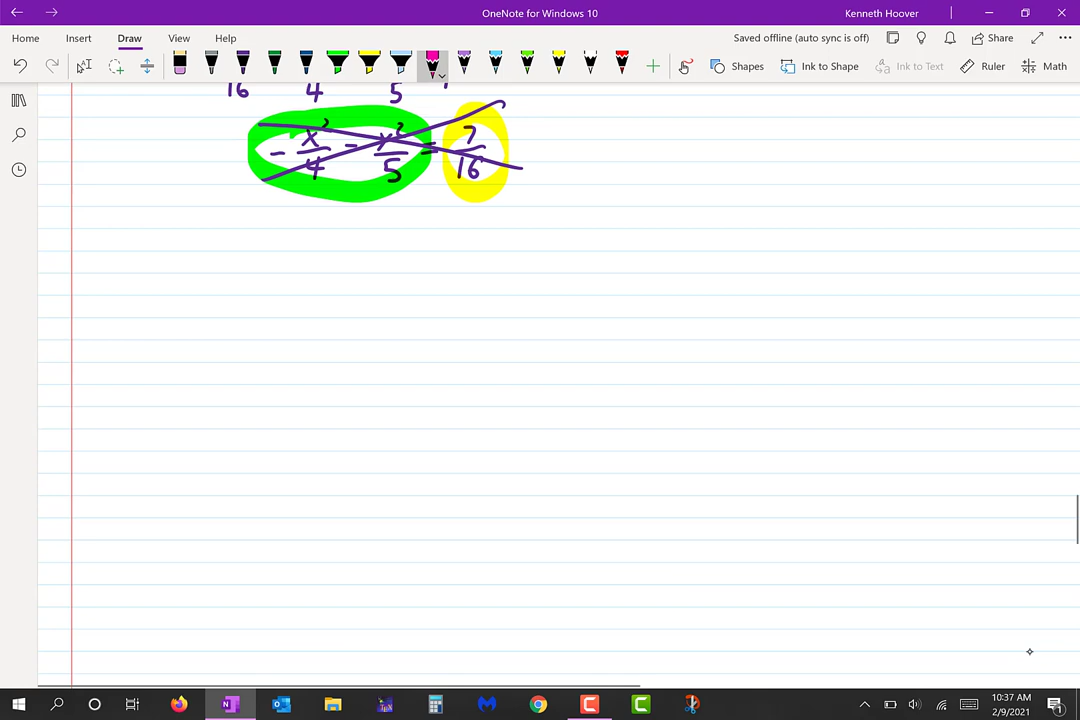 OneNote for Windows 10
Kenneth Hoover
Home Insert Draw View Help
Saved offline (auto sync is off)
Share
Shapes
Ink to Shape
Ink to Text
Ruler
Math
16 4 5
- x²/4 - x²/5 = 7/16
10:37 AM
2/9/2021